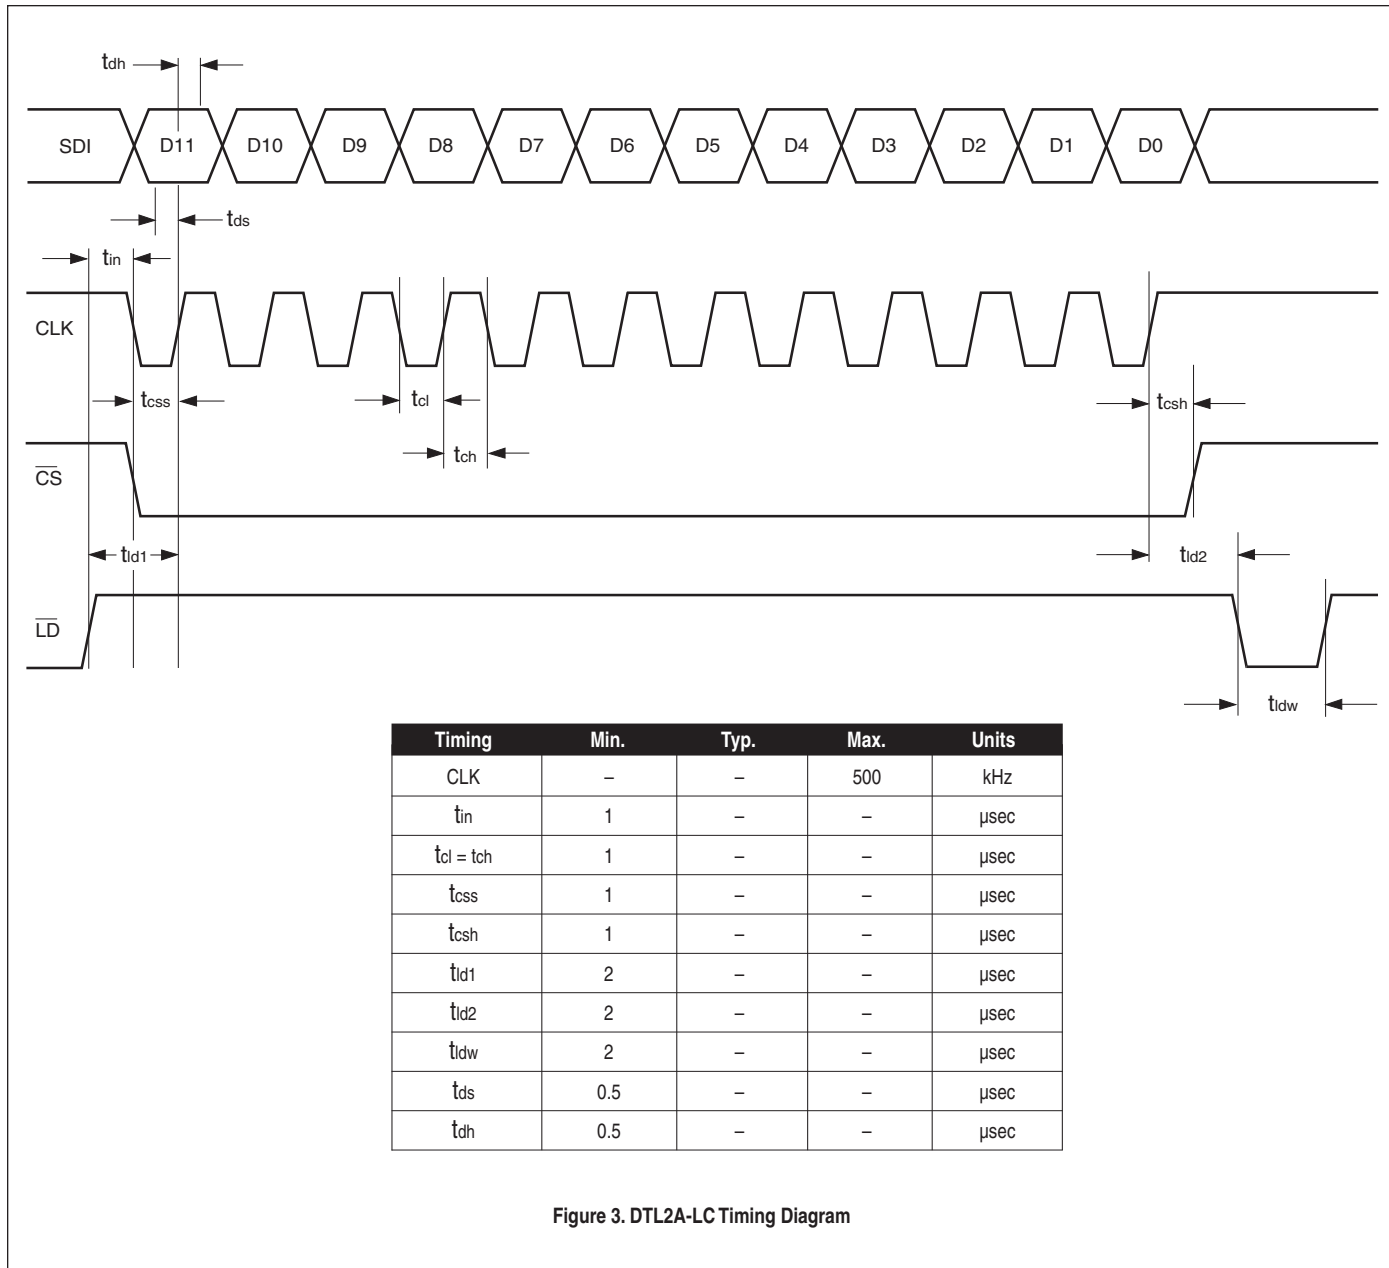 tdh
SDI D11 D10 D9 D8 D7 D6 D5 D4 D3 D2 D1 D0
tds
tin
CLK
tcss tcl tcsh
tch
CS
tld1 tld2
LD
tldw
Timing Min. Typ. Max. Units
CLK – – 500 kHz
tin 1 – – µsec
tcl = tch 1 – – µsec
tcss 1 – – µsec
tcsh 1 – – µsec
tld1 2 – – µsec
tld2 2 – – µsec
tldw 2 – – µsec
tds 0.5 – – µsec
tdh 0.5 – – µsec
Figure 3. DTL2A-LC Timing Diagram